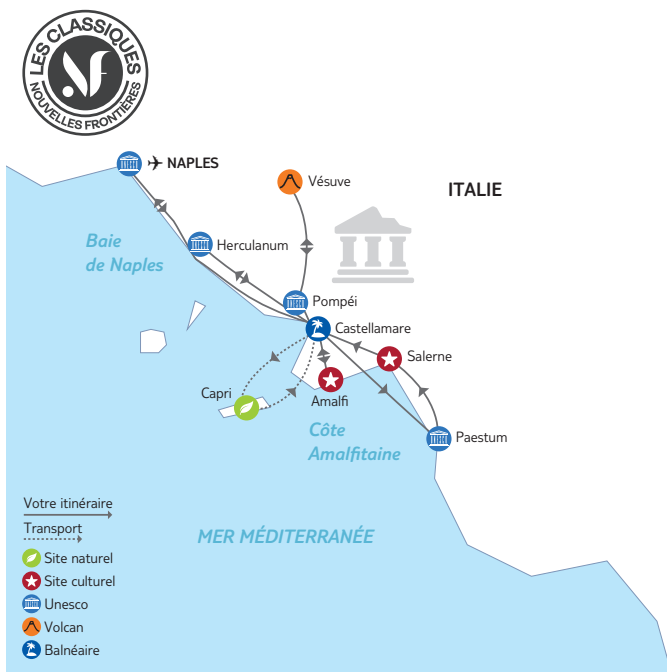 LES CLASSIQUES
NF
NOUVELLES FRONTIÈRES
NAPLES
Vésuve
ITALIE
Baie
de Naples
Herculanum
Pompéi
Castellamare
Salerne
Capri
Amalfi
Côte
Amalfitaine
Paestum
MER MÉDITERRANÉE
Votre itinéraire
Transport
Site naturel
Site culturel
Unesco
Volcan
Balnéaire